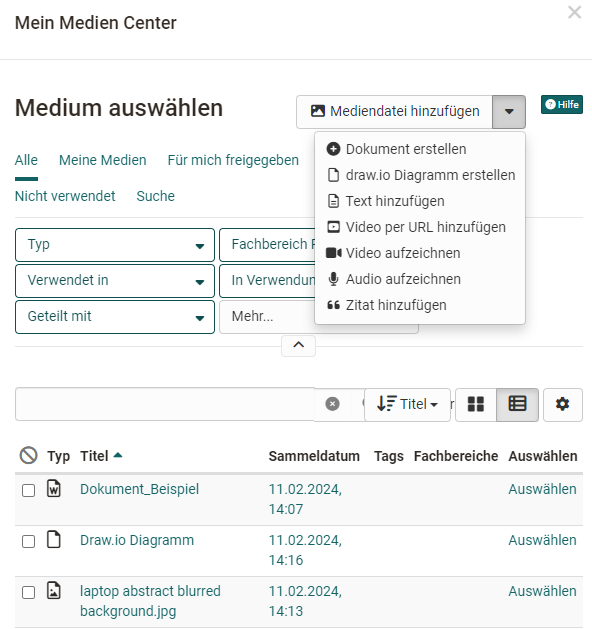 Mein Medien Center
Medium auswählen
Mediendatei hinzufügen
Hilfe
Dokument erstellen
draw.io Diagramm erstellen
Text hinzufügen
Video per URL hinzufügen
Video aufzeichnen
Audio aufzeichnen
Zitat hinzufügen
Alle Meine Medien Für mich freigegeben
Nicht verwendet Suche
Typ Fachbereich
Verwendet in In Verwendun
Geteilt mit Mehr...
Titel
Typ Titel Sammeldatum Tags Fachbereiche Auswählen
Dokument_Beispiel 11.02.2024, Auswählen
14:07
Draw.io Diagramm 11.02.2024, Auswählen
14:16
laptop abstract blurred 11.02.2024, Auswählen
background.jpg 14:13